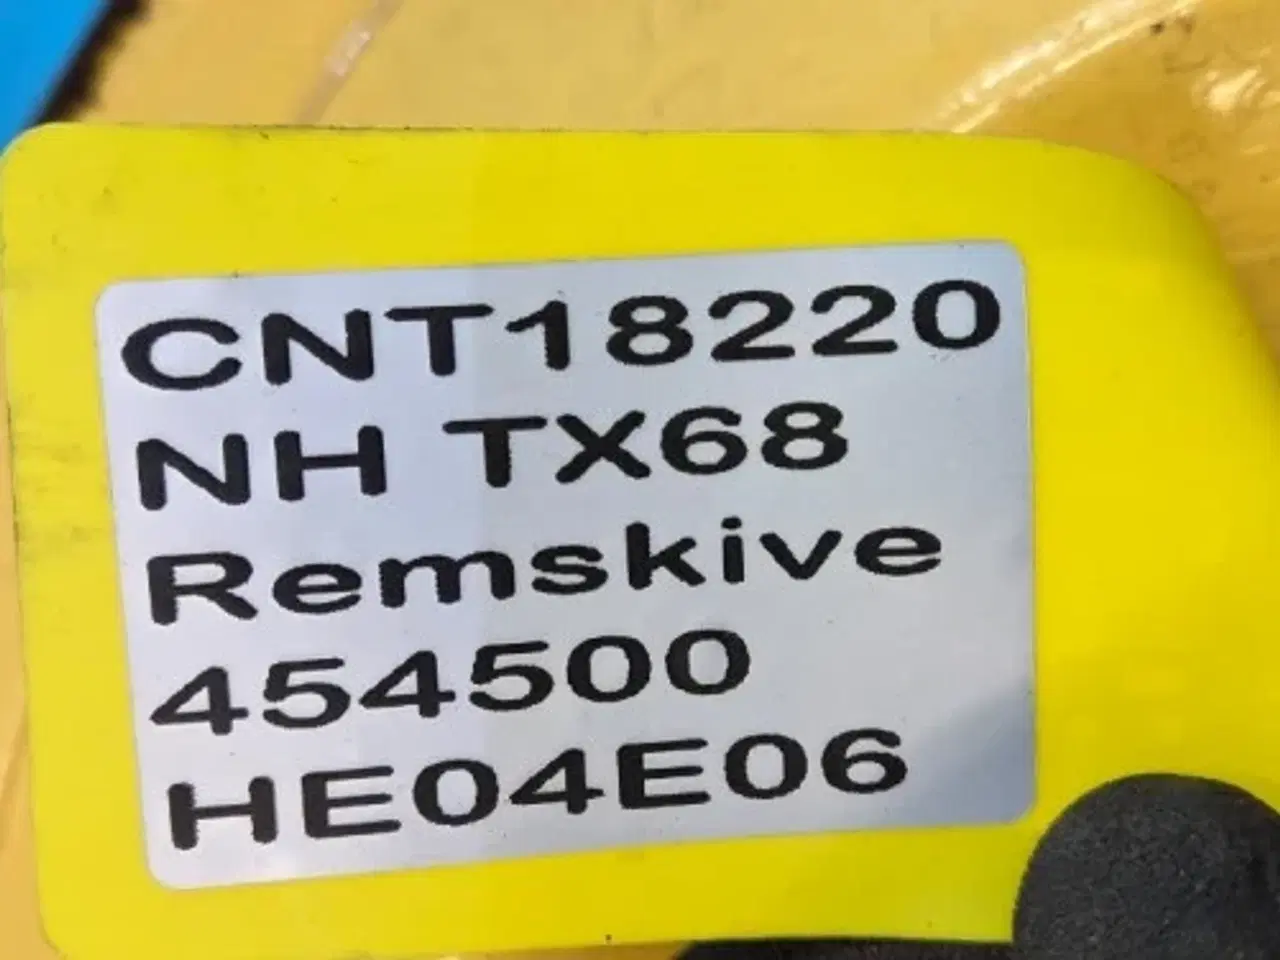 CNT18220
NH TX68
Remskive
454500
HE04E06